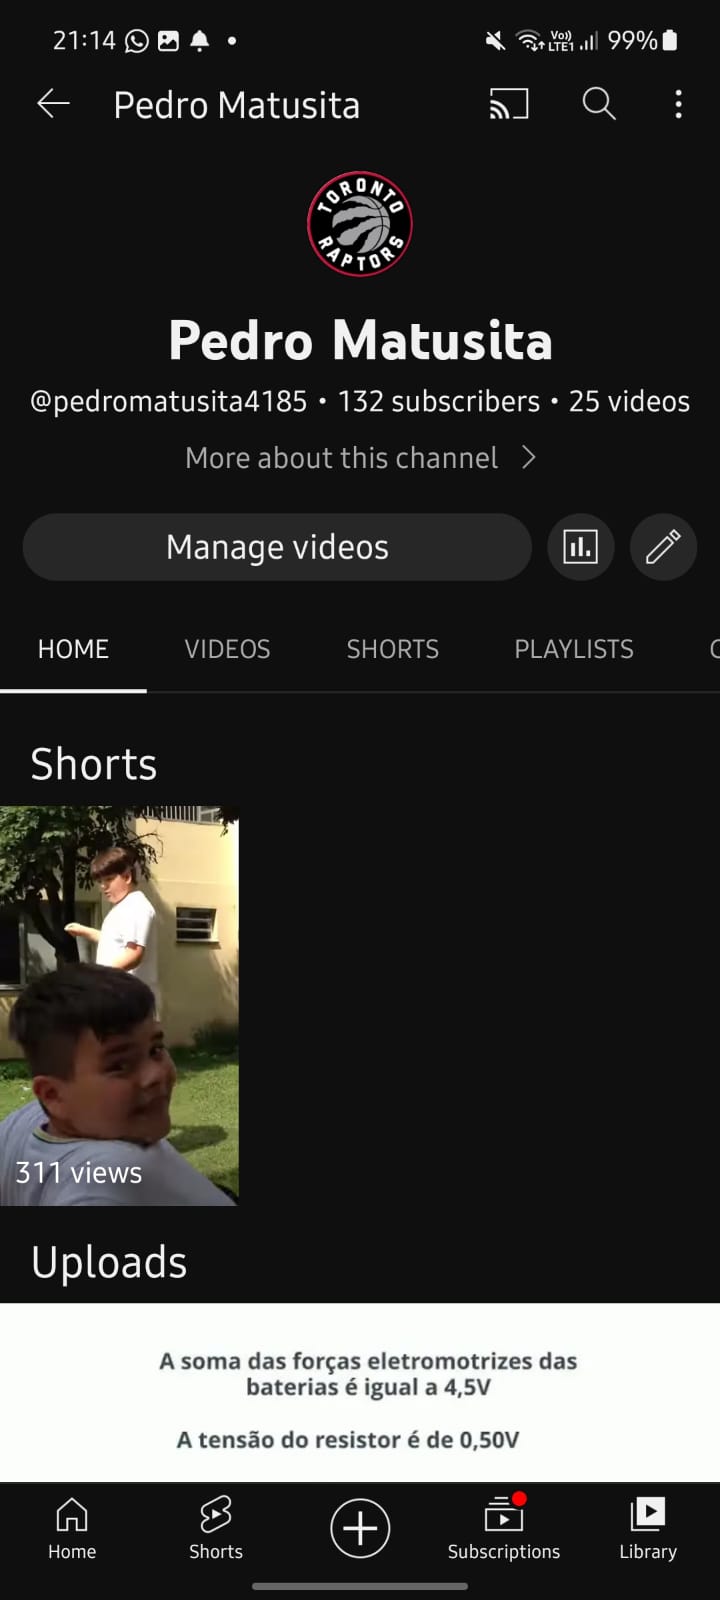 21:14 Vo) LTE1 99%
Pedro Matusita
TORONTO
RAPTORS
Pedro Matusita
@pedromatusita4185 • 132 subscribers • 25 videos
More about this channel
Manage videos
HOME VIDEOS SHORTS PLAYLISTS
Shorts
311 views
Uploads
A soma das forças eletromotrizes das
baterias é igual a 4,5V
A tensão do resistor é de 0,50V
Home Shorts Subscriptions Library